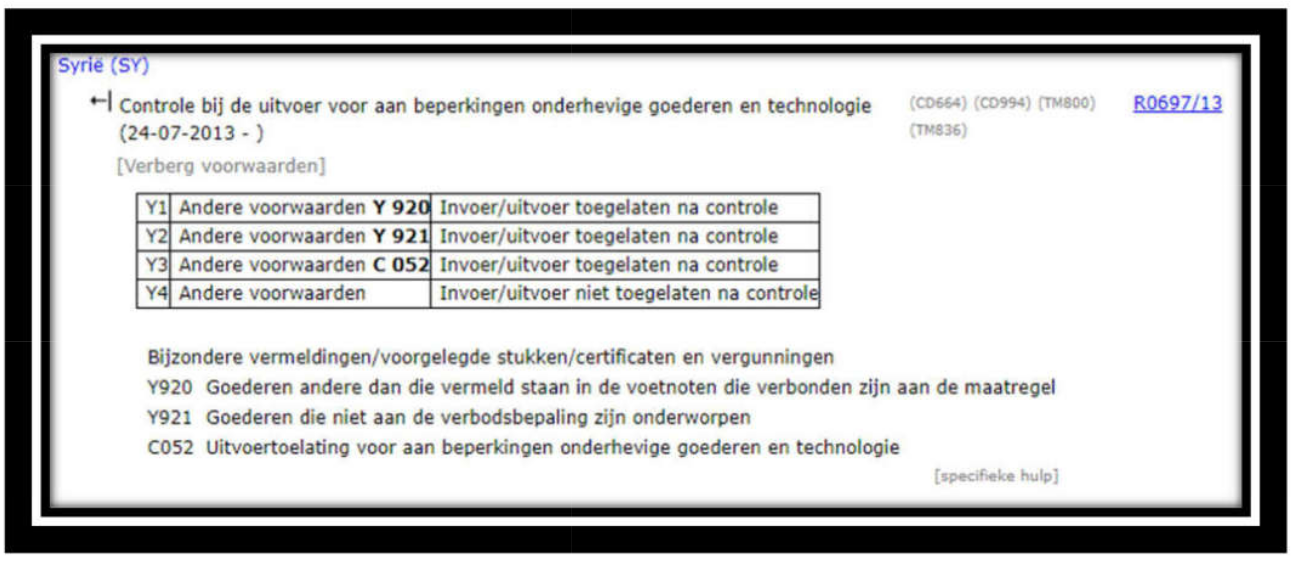 Syrië (SY)
Controle bij de uitvoer voor aan beperkingen onderhevige goederen en technologie (CD664) (CD994) (TM800) R0697/13
(24-07-2013 - ) (TM836)
[Verberg voorwaarden]
Y1 Andere voorwaarden Y 920 Invoer/uitvoer toegelaten na controle
Y2 Andere voorwaarden Y 921 Invoer/uitvoer toegelaten na controle
Y3 Andere voorwaarden C 052 Invoer/uitvoer toegelaten na controle
Y4 Andere voorwaarden Invoer/uitvoer niet toegelaten na controle
Bijzondere vermeldingen/voorgelegde stukken/certificaten en vergunningen
Y920 Goederen andere dan die vermeld staan in de voetnoten die verbonden zijn aan de maatregel
Y921 Goederen die niet aan de verbodsbepaling zijn onderworpen
C052 Uitvoertoelating voor aan beperkingen onderhevige goederen en technologie
[specifieke hulp]